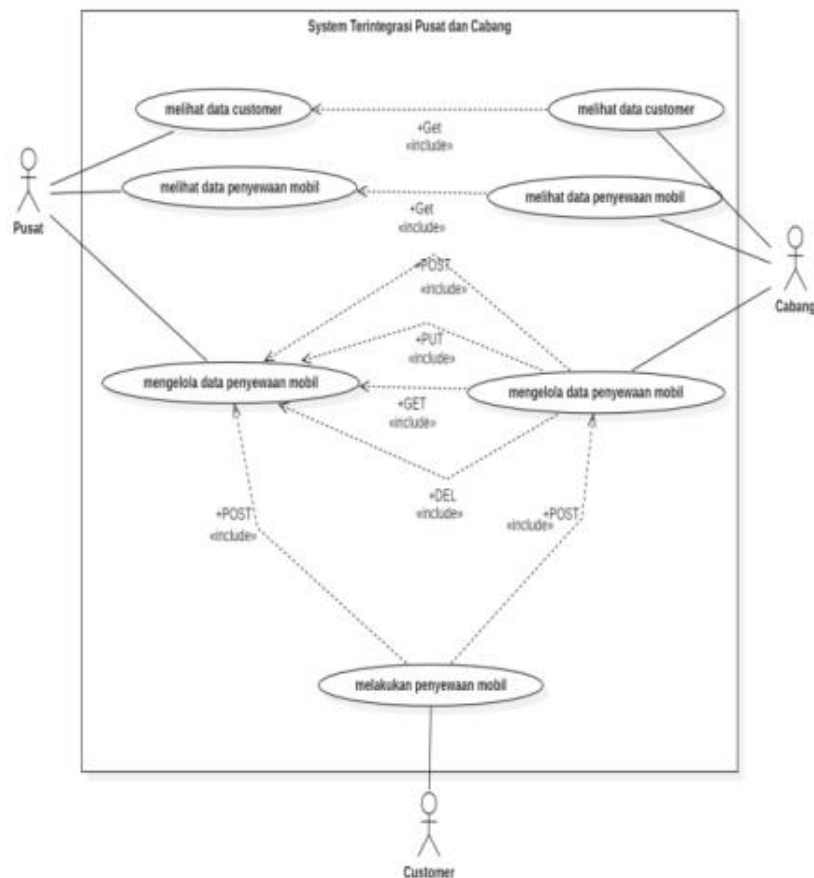 System Terintegrasi Pusat dan Cabang
melihat data customer
melihat data customer
+Get
«include»
melihat data penyewaan mobil
melihat data penyewaan mobil
+Get
«include»
Pusat
Cabang
+POST
«include»
+PUT
«include»
mengelola data penyewaan mobil
mengelola data penyewaan mobil
+GET
«include»
+DEL
«include»
+POST
«include»
+POST
«include»
melakukan penyewaan mobil
Customer